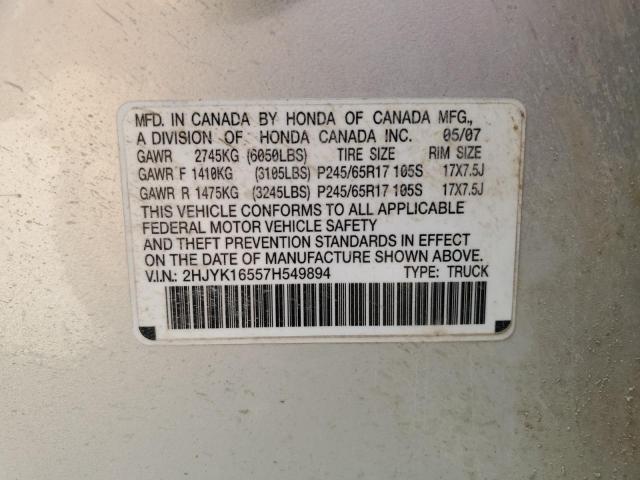 MFD. IN CANADA BY HONDA OF CANADA MFG.,
A DIVISION OF HONDA CANADA INC. 05/07
GAWR 2745KG (6050LBS) TIRE SIZE RIM SIZE
GAWR F 1410KG (3105LBS) P245/65R17 105S 17X7.5J
GAWR R 1475KG (3245LBS) P245/65R17 105S 17X7.5J
THIS VEHICLE CONFORMS TO ALL APPLICABLE
FEDERAL MOTOR VEHICLE SAFETY
AND THEFT PREVENTION STANDARDS IN EFFECT
ON THE DATE OF MANUFACTURE SHOWN ABOVE.
V.I.N.: 2HJYK16557H549894 TYPE: TRUCK